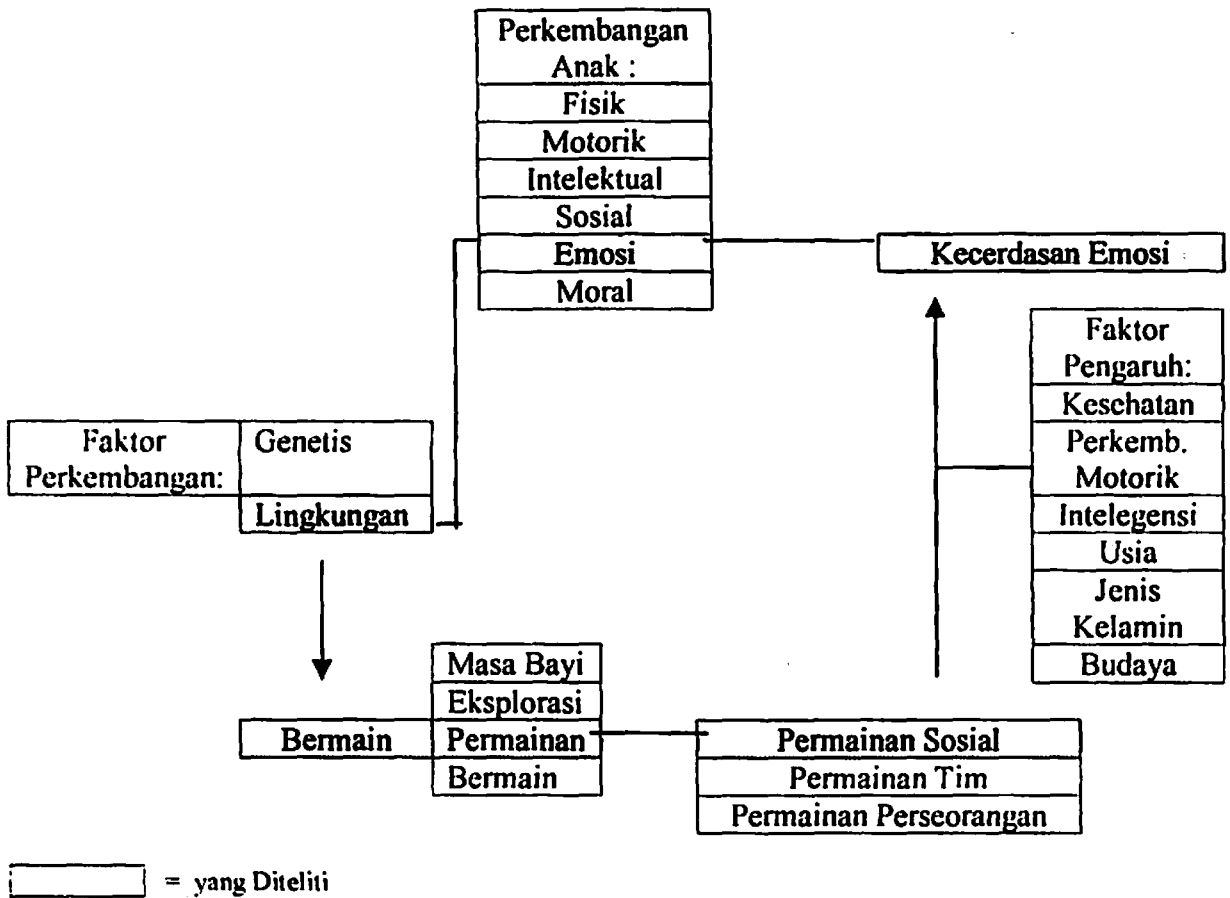 Perkembangan
Anak :
Fisik
Motorik
Intelektual
Sosial
Emosi
Moral
Kecerdasan Emosi
Faktor
Pengaruh:
Kesehatan
Perkemb.
Motorik
Intelegensi
Usia
Jenis
Kelamin
Budaya
Faktor
Perkembangan:
Genetis
Lingkungan
Masa Bayi
Eksplorasi
Bermain
Permainan
Bermain
Permainan Sosial
Permainan Tim
Permainan Perseorangan
= yang Diteliti